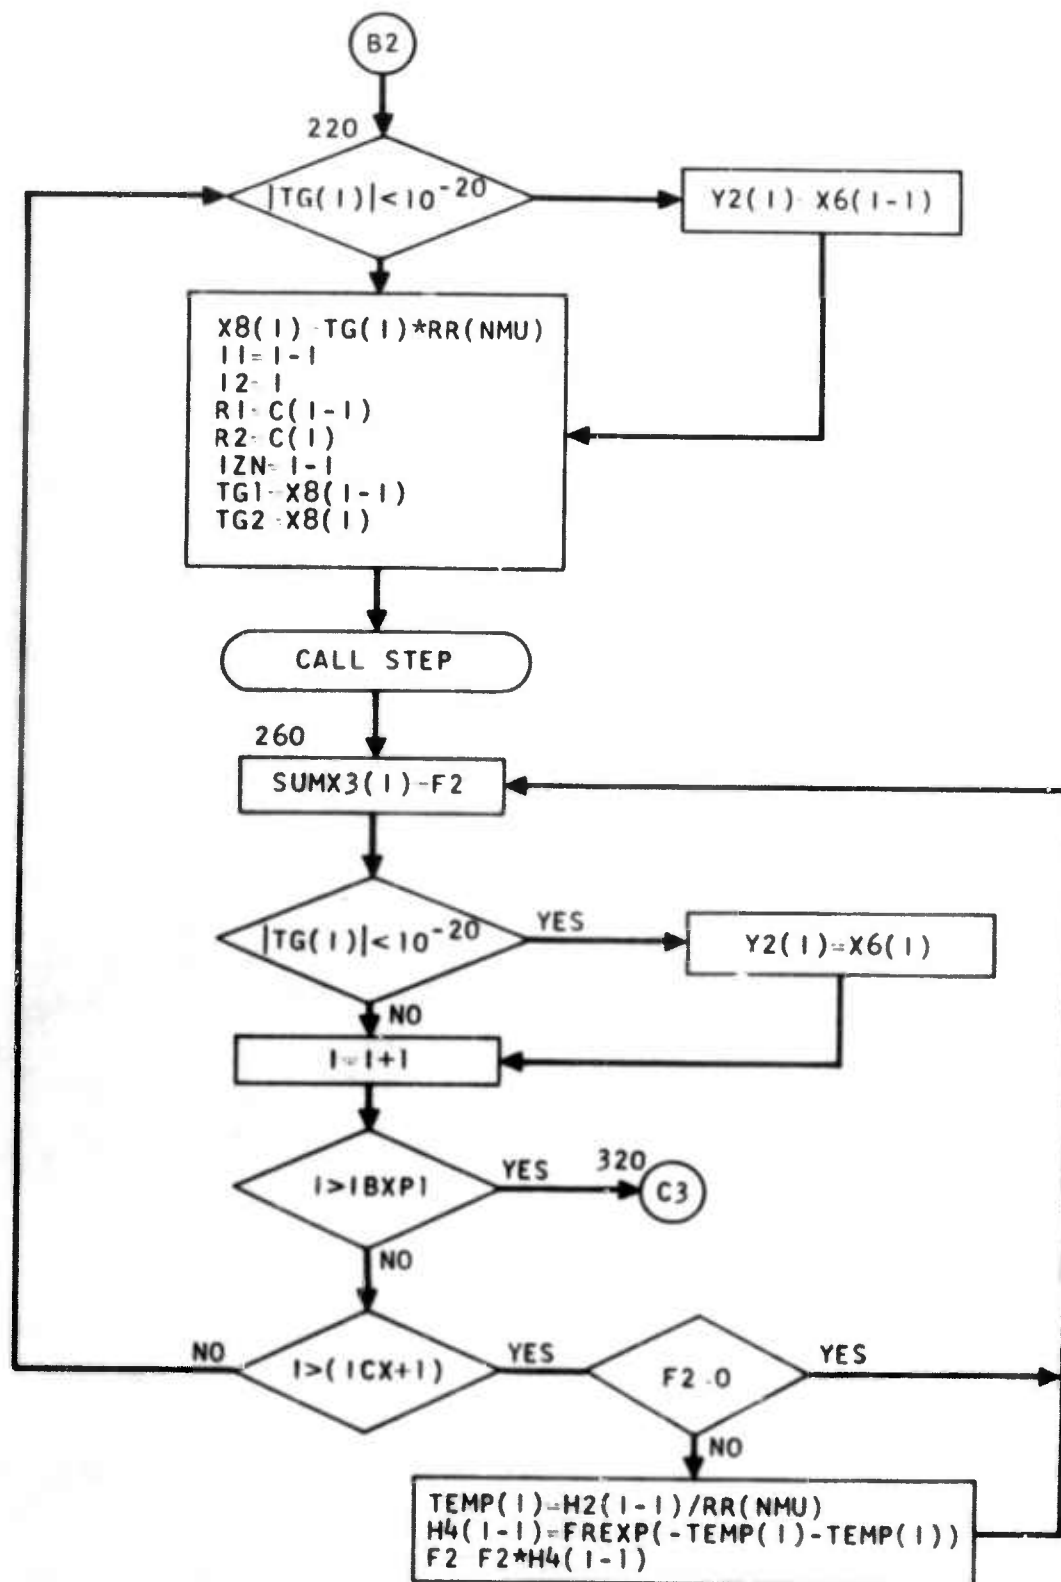 B2
220
|TG(I)|<10⁻²⁰
Y2(I) X6(I-1)
X8(I) TG(I)*RR(NMU)
I1=I-1
I2-I
R1-C(I-1)
R2-C(I)
IZN=I-1
TG1-X8(I-1)
TG2-X8(I)
CALL STEP
260
SUMX3(I)-F2
|TG(I)|<10⁻²⁰
YES
Y2(I)=X6(I)
NO
I=I+1
I>IBXP1
YES
320
C3
NO
NO
I>(ICX+1)
YES
F2 .0
YES
NO
TEMP(I)=H2(I-1)/RR(NMU)
H4(I-1)=FREXP(-TEMP(I)-TEMP(I))
F2 F2*H4(I-1)